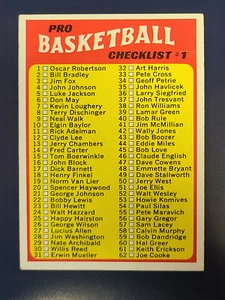 PRO
BASKETBALL
CHECKLIST #1
1 Oscar Robertson
2 Bill Bradley
3 Jim Fox
4 John Johnson
5 Luke Jackson
6 Don May
7 Kevin Loughery
8 Terry Dischinger
9 Neal Walk
10 Elgin Baylor
11 Rick Adelman
12 Clyde Lee
13 Jerry Chambers
14 Fred Carter
15 Tom Boerwinkle
16 John Block
17 Dick Barnett
18 Henry Finkel
19 Norm Van Lier
20 Spencer Haywood
21 George Johnson
22 Bobby Lewis
23 Bill Hewitt
24 Walt Hazzard
25 Happy Hairston
26 George Wilson
27 Lucius Allen
28 Jim Washington
29 Nate Archibald
30 Willis Reed
31 Erwin Mueller
32 Art Harris
33 Pete Cross
34 Geoff Petrie
35 John Havlicek
36 Larry Siegfried
37 John Tresvant
38 Ron Williams
39 Lamar Green
40 Bob Rule
41 Jim McMillian
42 Wally Jones
43 Bob Boozer
44 Eddie Miles
45 Bob Love
46 Claude English
47 Dave Cowens
48 Emmette Bryant
49 Dave Stallworth
50 Jerry West
51 Joe Ellis
52 Walt Wesley
53 Howie Komives
54 Paul Silas
55 Pete Maravich
56 Gary Gregor
57 Sam Lacey
58 Calvin Murphy
59 Bob Dandridge
60 Hal Greer
61 Keith Erickson
62 Joe Cooke